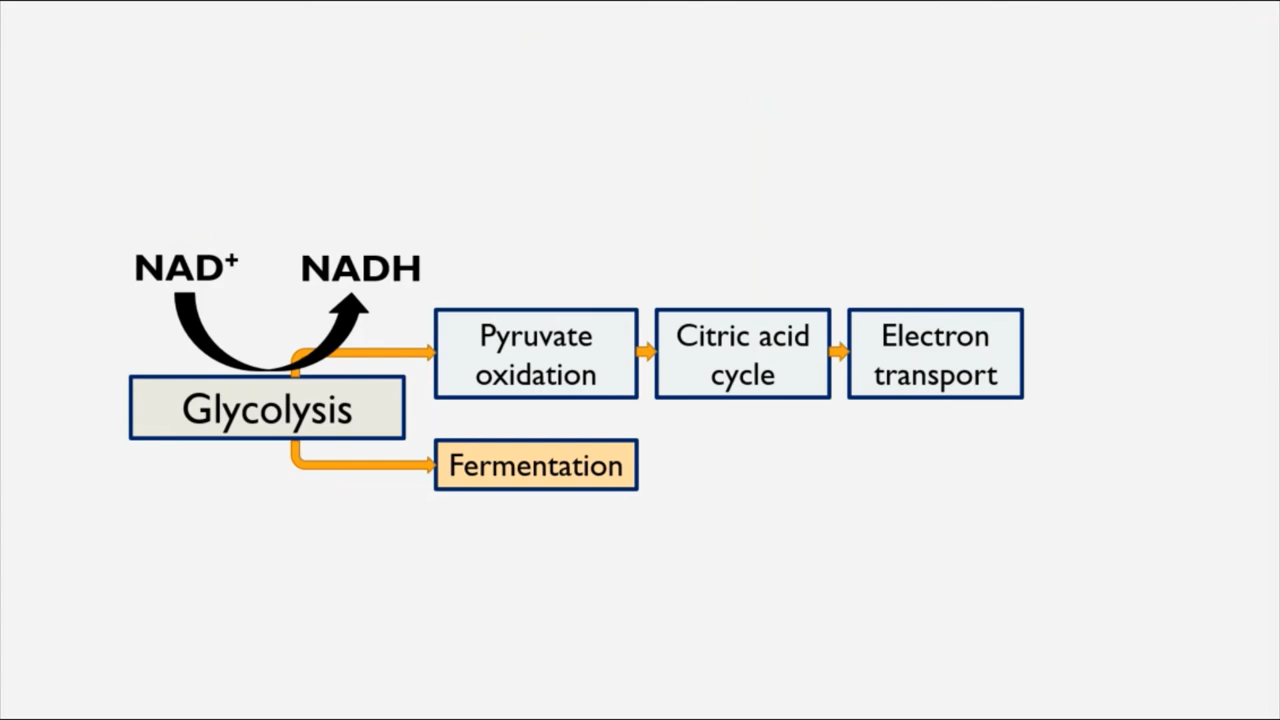 NAD⁺ NADH
Pyruvate
oxidation
Citric acid
cycle
Electron
transport
Glycolysis
Fermentation